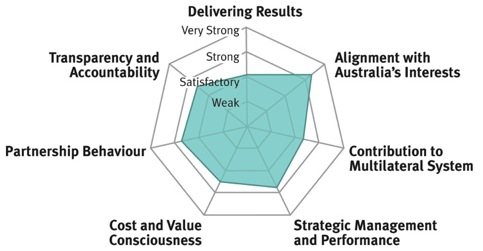 Delivering Results
Very Strong
Strong
Satisfactory
Weak
Transparency and
Accountability
Alignment with
Australia's Interests
Partnership Behaviour
Contribution to
Multilateral System
Cost and Value
Consciousness
Strategic Management
and Performance